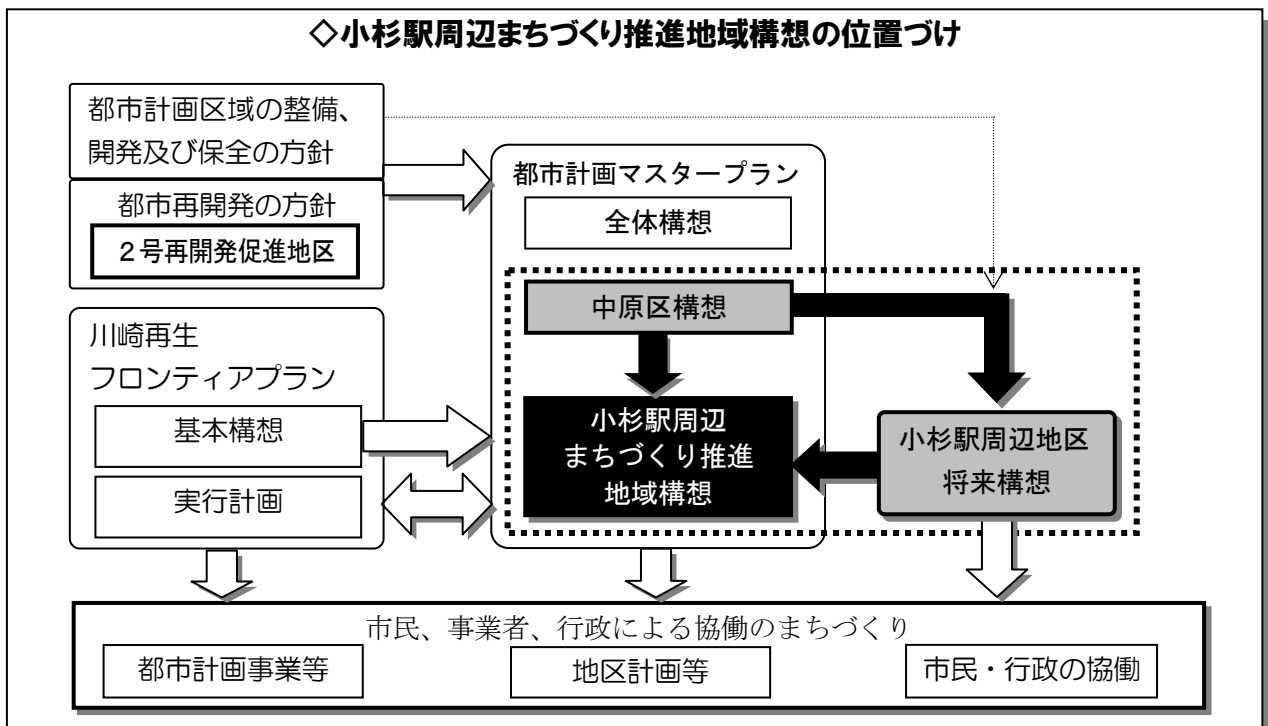 ◇小杉駅周辺まちづくり推進地域構想の位置づけ
都市計画区域の整備、
開発及び保全の方針
都市再開発の方針
２号再開発促進地区
川崎再生
フロンティアプラン
基本構想
実行計画
都市計画マスタープラン
全体構想
中原区構想
小杉駅周辺
まちづくり推進
地域構想
小杉駅周辺地区
将来構想
市民、事業者、行政による協働のまちづくり
都市計画事業等
地区計画等
市民・行政の協働